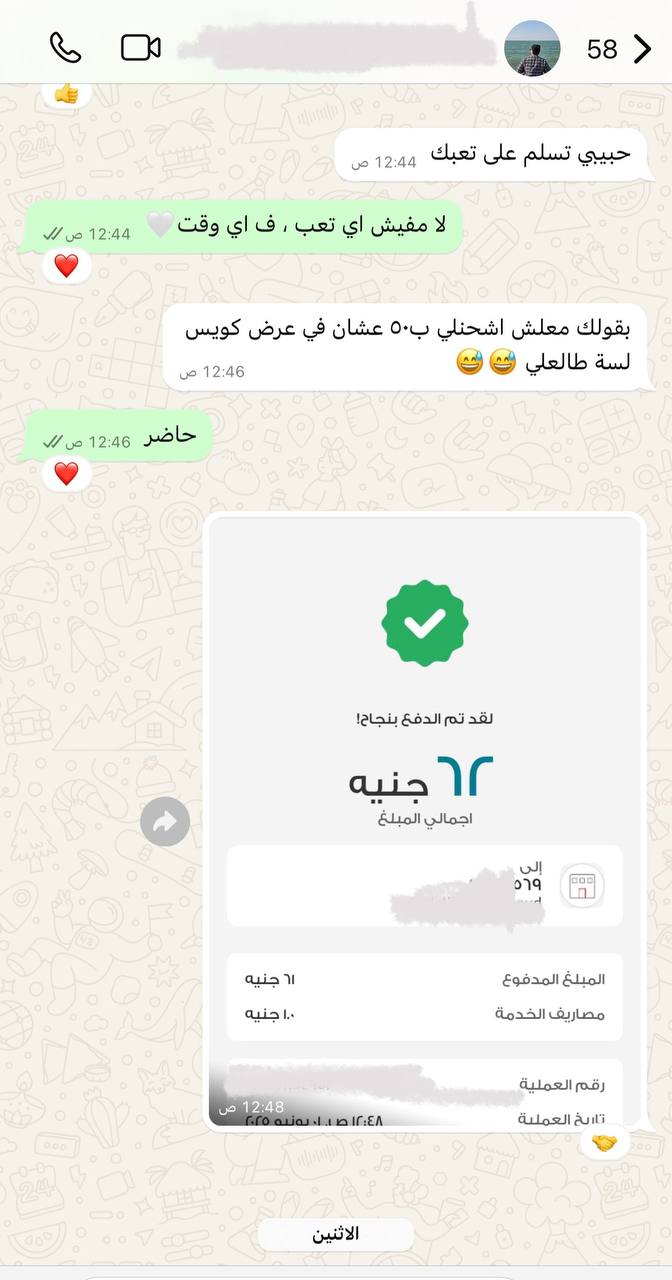 58
حبيبي تسلم على تعبك
12:44 ص
لا مفيش اي تعب ، ف اي وقت🤍
12:44 ص
بقولك معلش اشحنلي ب٥٠ عشان في عرض كويس
لسة طالعلي 😅😅
12:46 ص
حاضر
12:46 ص
لقد تم الدفع بنجاح!
٦٢ جنيه
اجمالي المبلغ
إلى
٥٦٩
المبلغ المدفوع ٦١ جنيه
مصاريف الخدمة ١.٠ جنيه
رقم العملية
تاريخ العملية ١٢:٤٨ ص, ٠١ يونيو ٢٠٢٥
12:48 ص
الاثنين